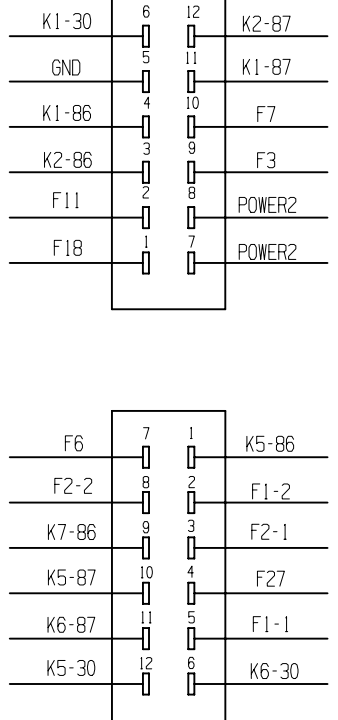 K1-30 6 12 K2-87
GND 5 11 K1-87
K1-86 4 10 F7
K2-86 3 9 F3
F11 2 8 POWER2
F18 1 7 POWER2
F6 7 1 K5-86
F2-2 8 2 F1-2
K7-86 9 3 F2-1
K5-87 10 4 F27
K6-87 11 5 F1-1
K5-30 12 6 K6-30